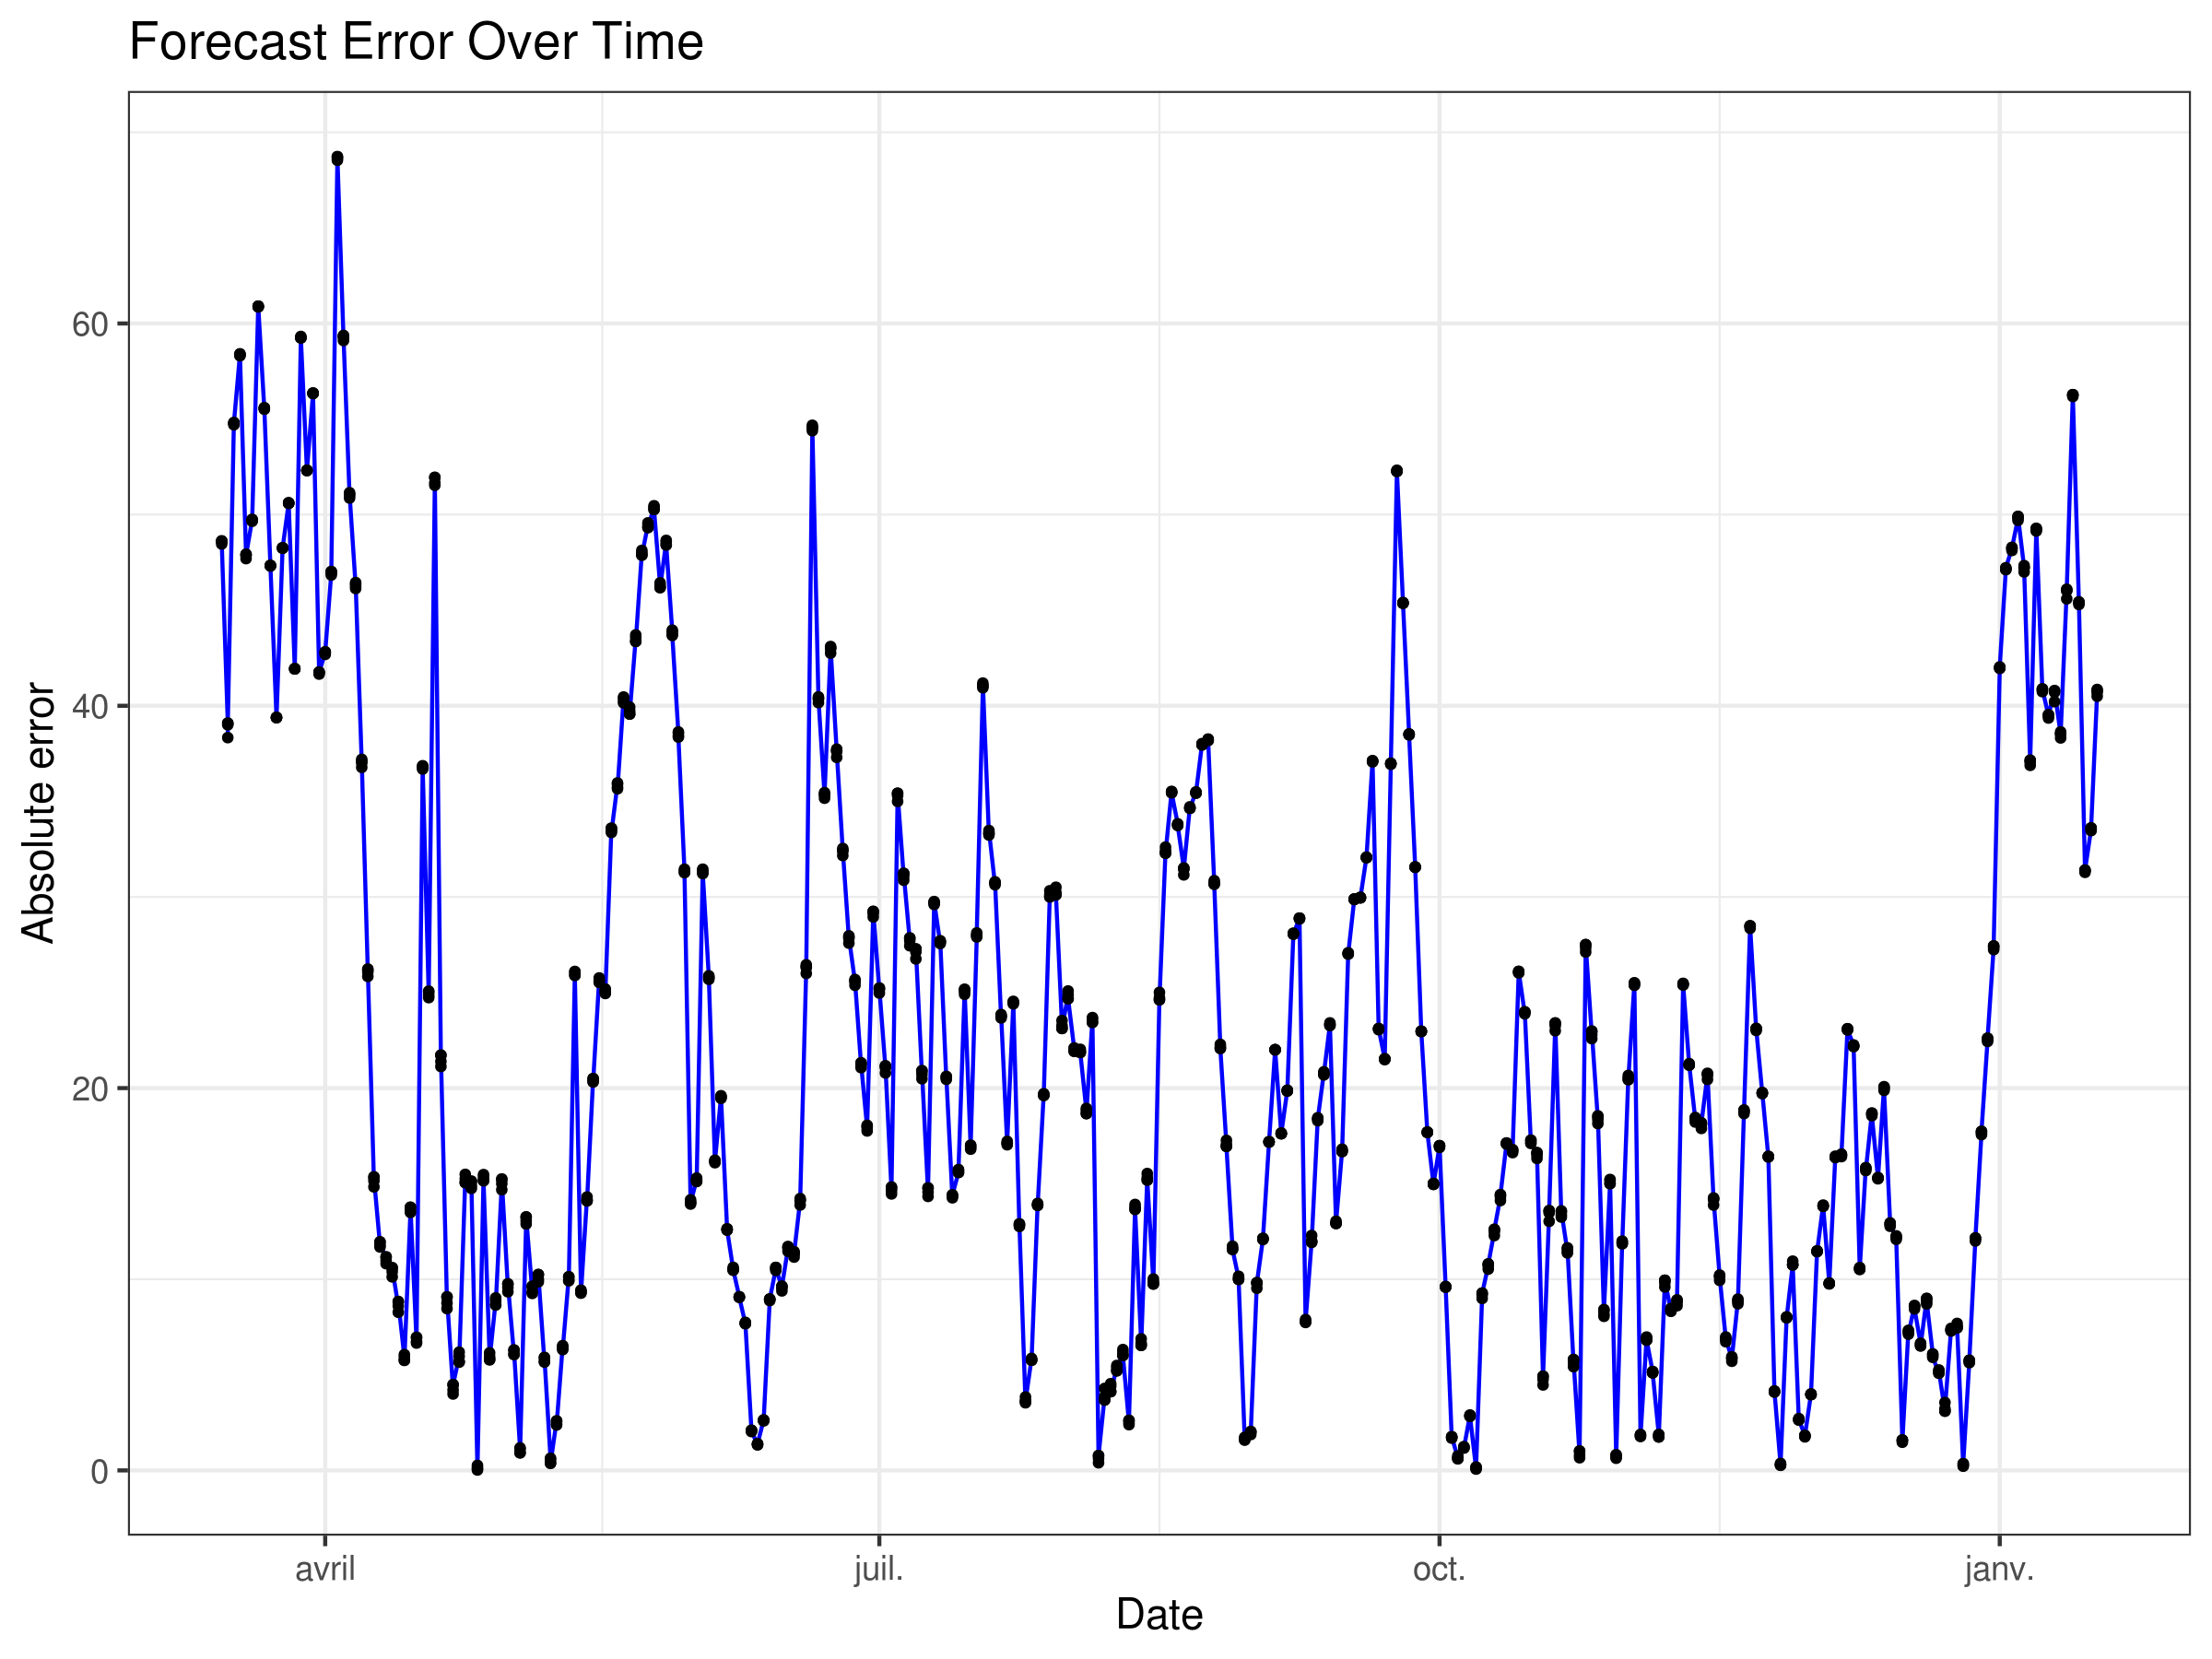 Forecast Error Over Time
Absolute error
60
40
20
0
avril
juil.
oct.
janv.
Date